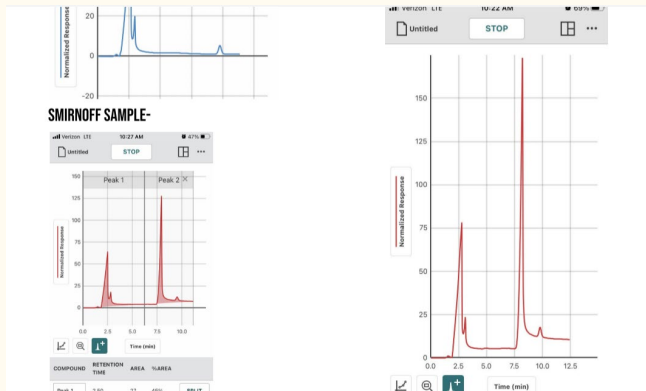 20
Normalized Response
0
-20
SMIRNOFF SAMPLE-
Verizon LTE 10:27 AM 47%
Untitled STOP
150
Peak 1 Peak 2 ×
125
100
75
Normalized Response
50
25
0
0.0 2.5 5.0 7.5 10.0
Time (min)
COMPOUND RETENTION TIME AREA %AREA
Peak 1 SPLIT
Verizon LTE 10:22 AM 69%
Untitled STOP
150
125
100
Normalized Response
75
50
25
0
0.0 2.5 5.0 7.5 10.0 12.5
Time (min)